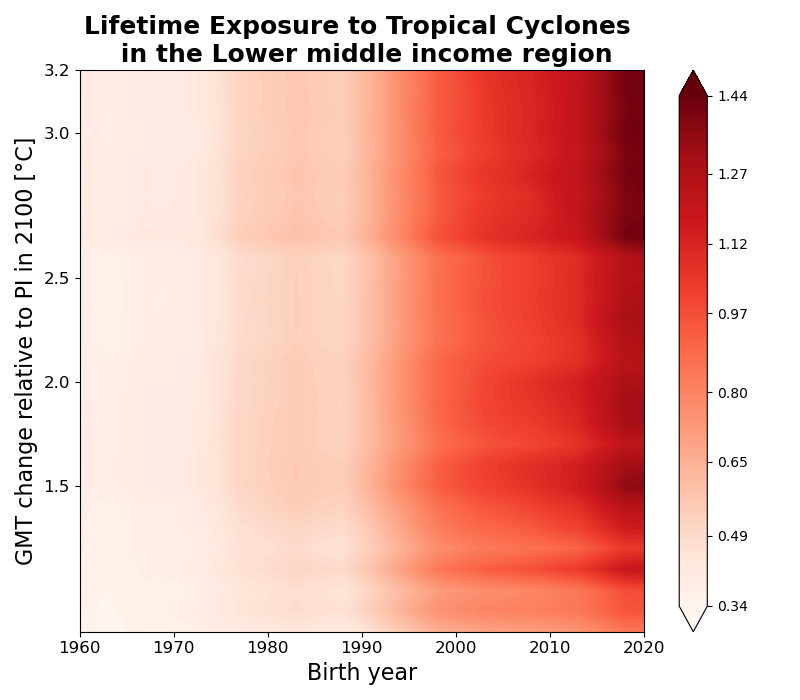 Lifetime Exposure to Tropical Cyclones
in the Lower middle income region
GMT change relative to PI in 2100 [°C]
3.2
3.0
2.5
2.0
1.5
1960 1970 1980 1990 2000 2010 2020
Birth year
1.44
1.27
1.12
0.97
0.80
0.65
0.49
0.34